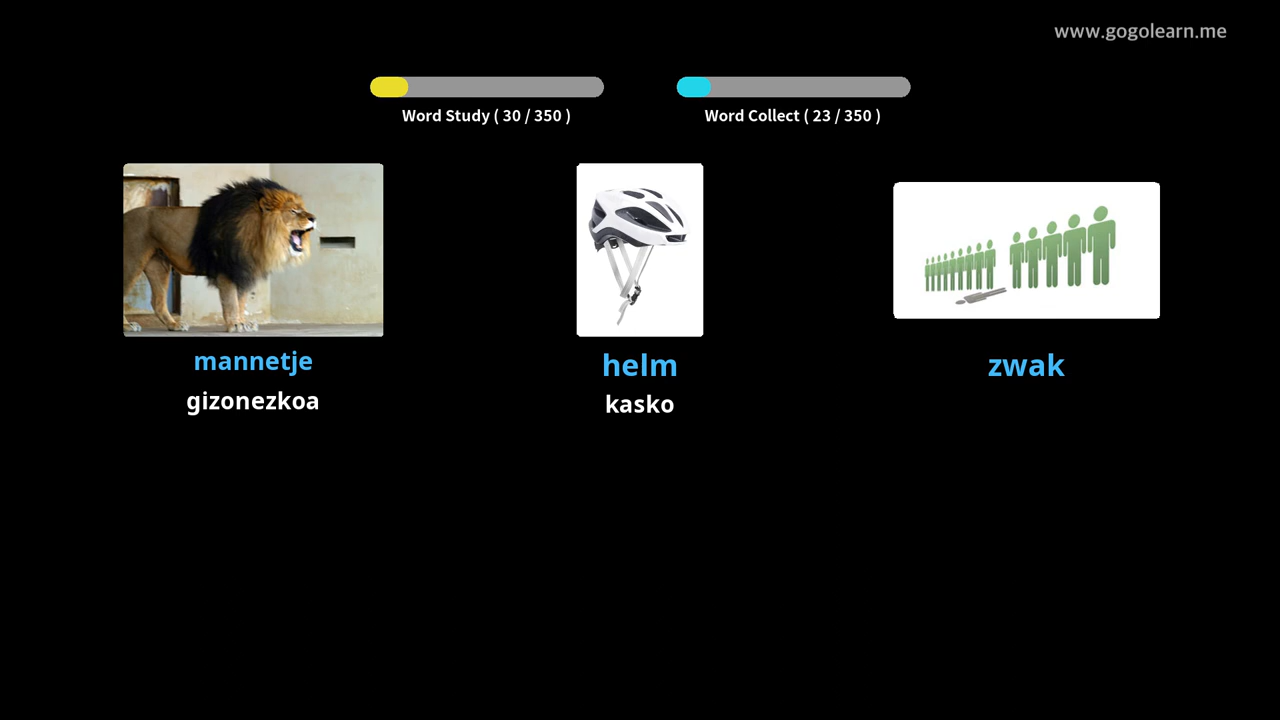 www.gogolearn.me
Word Study ( 30 / 350 )
Word Collect ( 23 / 350 )
mannetje
gizonezkoa
helm
kasko
zwak